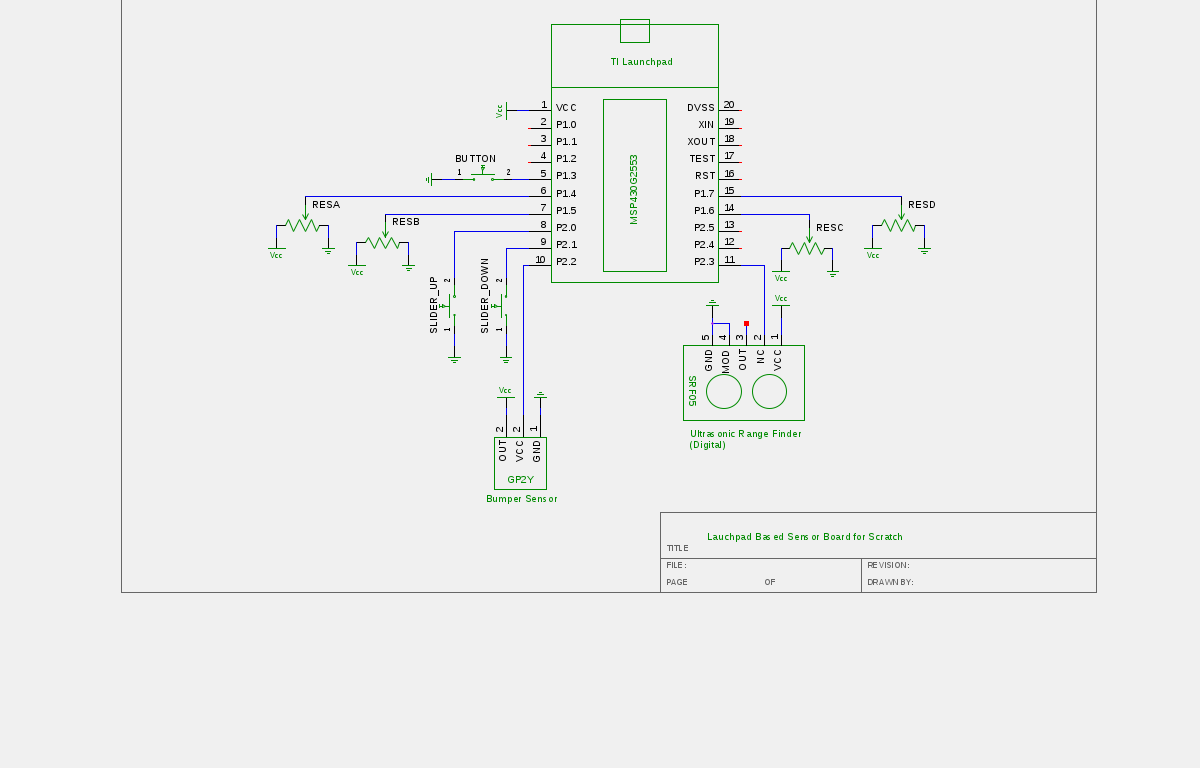 TI Launchpad
Vcc 1 VCC DVSS 20
2 P1.0 XIN 19
3 P1.1 XOUT 18
4 P1.2 TEST 17
BUTTON
1 2 5 P1.3 RST 16
6 P1.4 P1.7 15
7 P1.5 P1.6 14
8 P2.0 P2.5 13
9 P2.1 P2.4 12
10 P2.2 P2.3 11
MSP430G2553
RESA
Vcc
RESB
Vcc
RESC
Vcc
RESD
Vcc
SLIDER_UP
1 2
SLIDER_DOWN
1 2
Vcc
5 4 3 2 1
GND MOD OUT NC VCC
SRF05
Ultrasonic Range Finder
(Digital)
Vcc
2 2 1
OUT VCC GND
GP2Y
Bumper Sensor
Lauchpad Based Sensor Board for Scratch
TITLE
FILE: REVISION:
PAGE OF DRAWN BY: